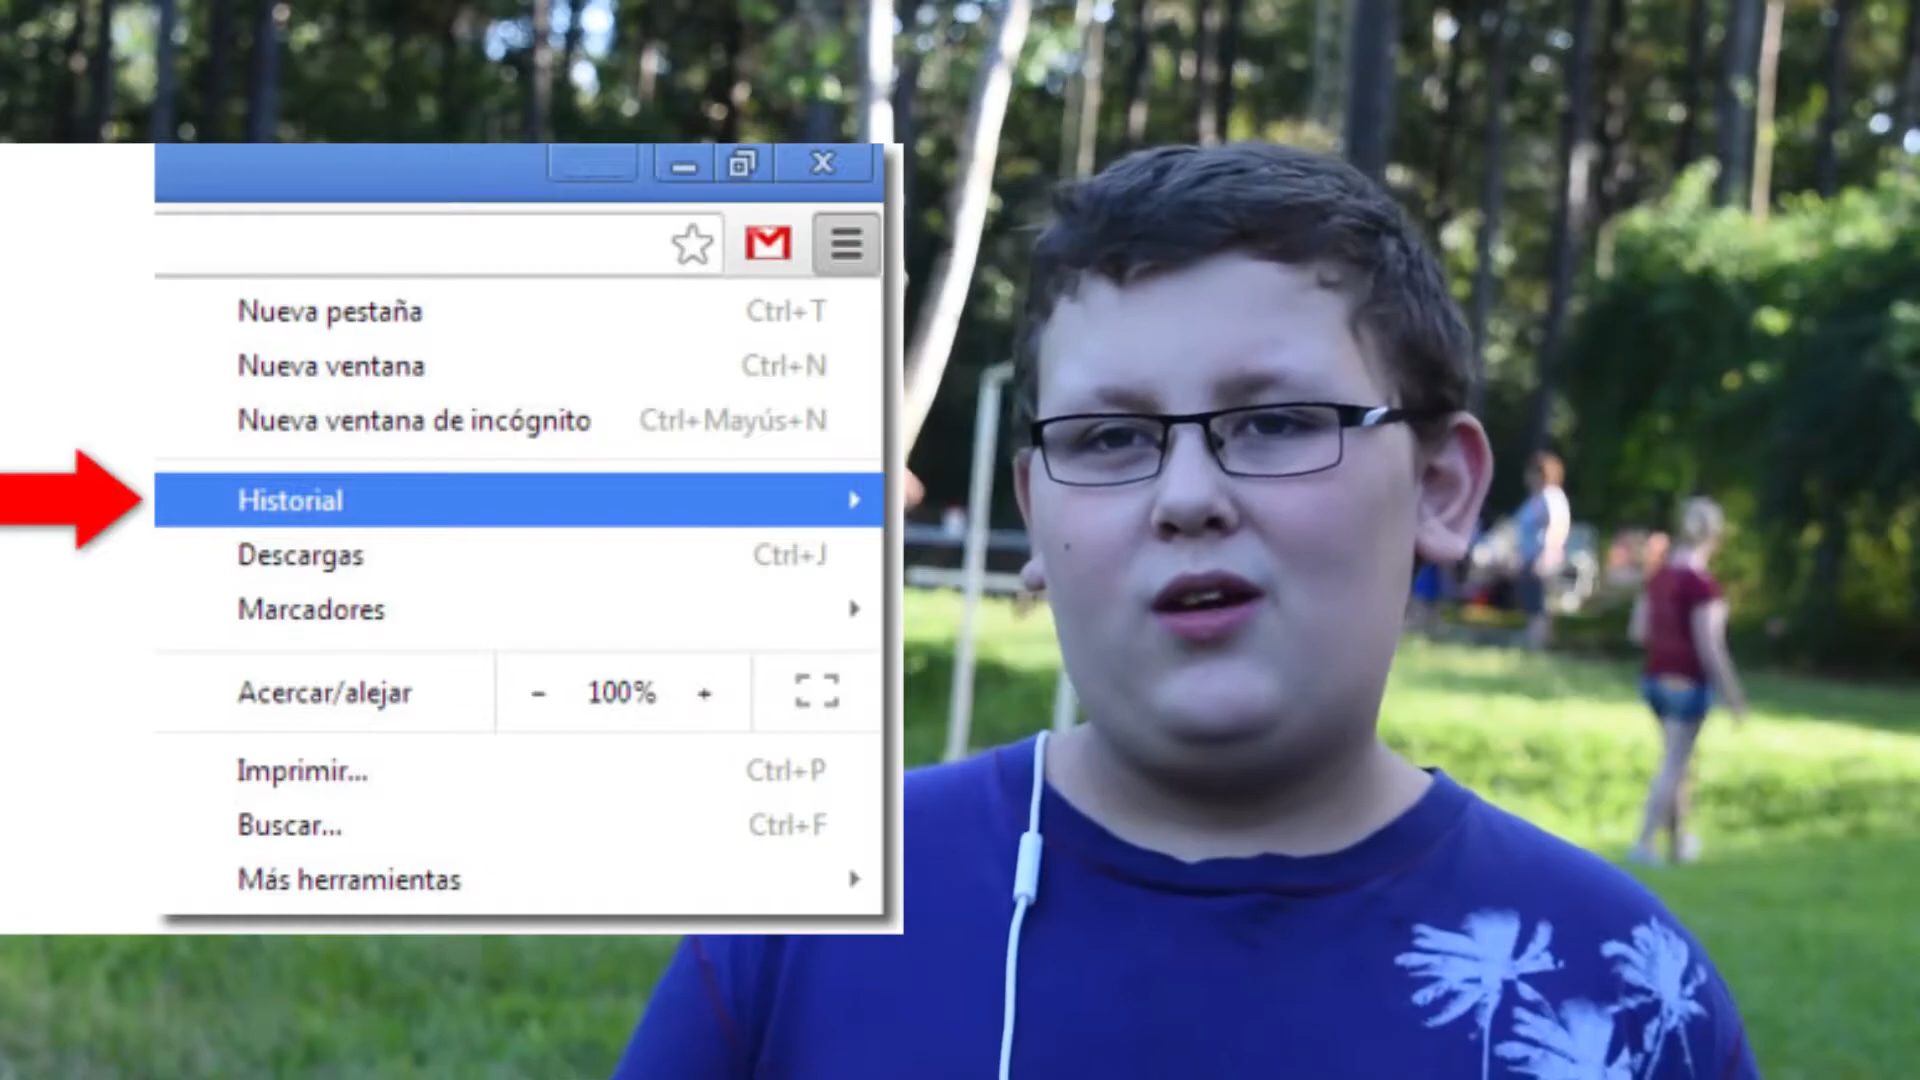 Nueva pestaña Ctrl+T
Nueva ventana Ctrl+N
Nueva ventana de incógnito Ctrl+Mayús+N
Historial
Descargas Ctrl+J
Marcadores
Acercar/alejar - 100% +
Imprimir... Ctrl+P
Buscar... Ctrl+F
Más herramientas